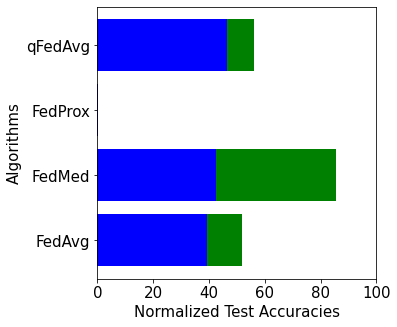 qFedAvg
FedProx
FedMed
FedAvg
Algorithms
0 20 40 60 80 100
Normalized Test Accuracies